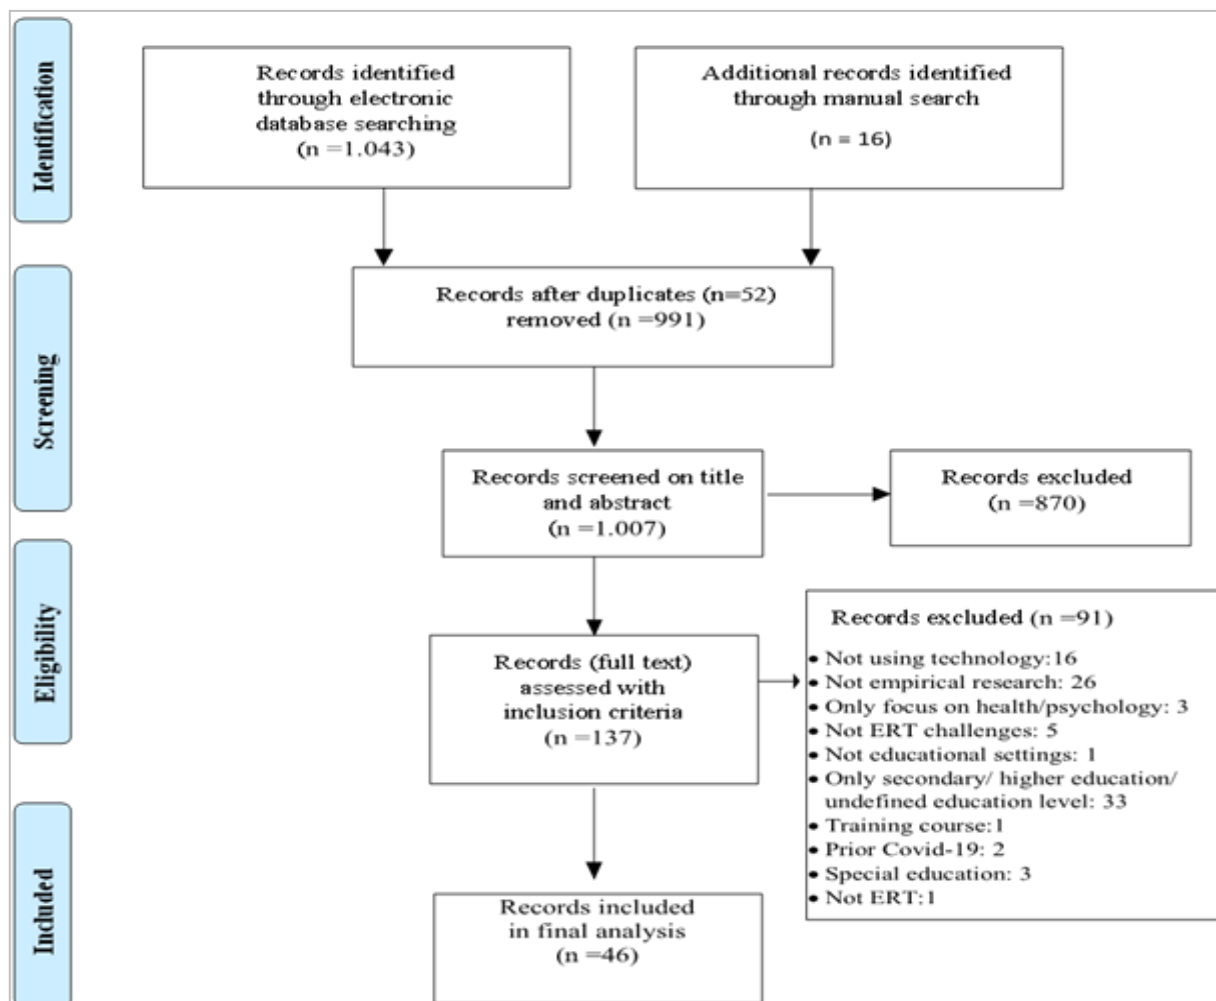 Identification
Records identified
through electronic
database searching
(n =1.043)
Additional records identified
through manual search
(n = 16)
Screening
Records after duplicates (n=52)
removed (n =991)
Records screened on title
and abstract
(n =1.007)
Records excluded
(n =870)
Eligibility
Records (full text)
assessed with
inclusion criteria
(n =137)
Records excluded (n =91)
• Not using technology:16
• Not empirical research: 26
• Only focus on health/psychology: 3
• Not ERT challenges: 5
• Not educational settings: 1
• Only secondary/ higher education/
undefined education level: 33
• Training course:1
• Prior Covid-19: 2
• Special education: 3
• Not ERT:1
Included
Records included
in final analysis
(n =46)